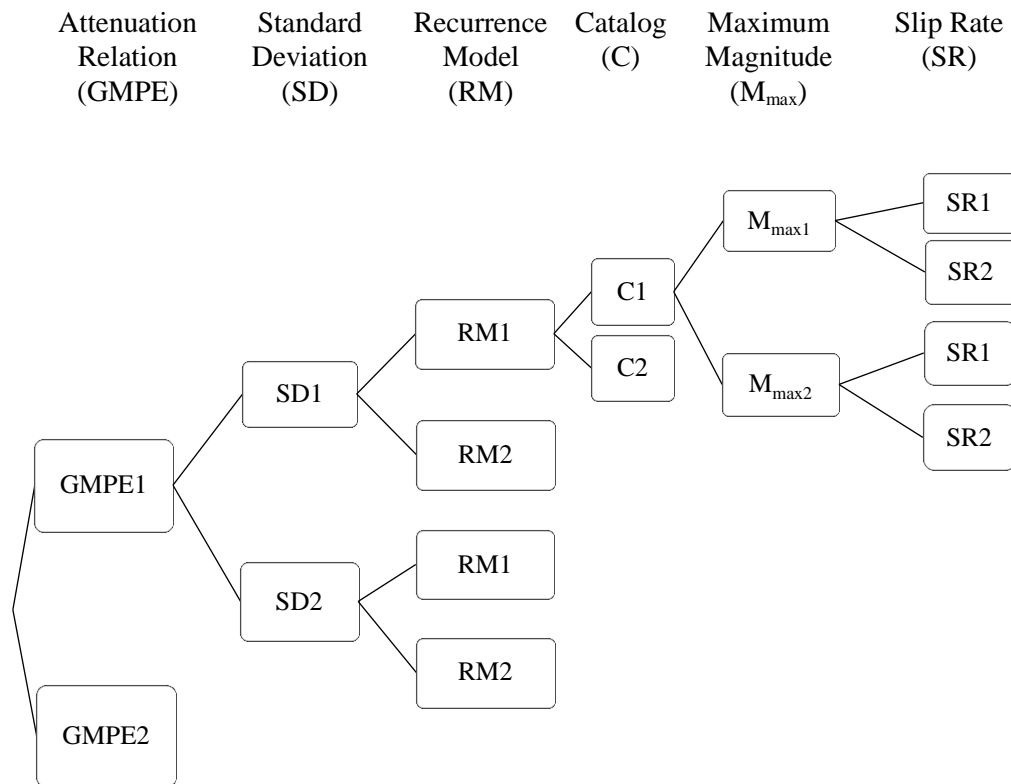 Attenuation
Relation
(GMPE)
Standard
Deviation
(SD)
Recurrence
Model
(RM)
Catalog
(C)
Maximum
Magnitude
(Mmax)
Slip Rate
(SR)
GMPE1
GMPE2
SD1
SD2
RM1
RM2
RM1
RM2
C1
C2
Mmax1
Mmax2
SR1
SR2
SR1
SR2